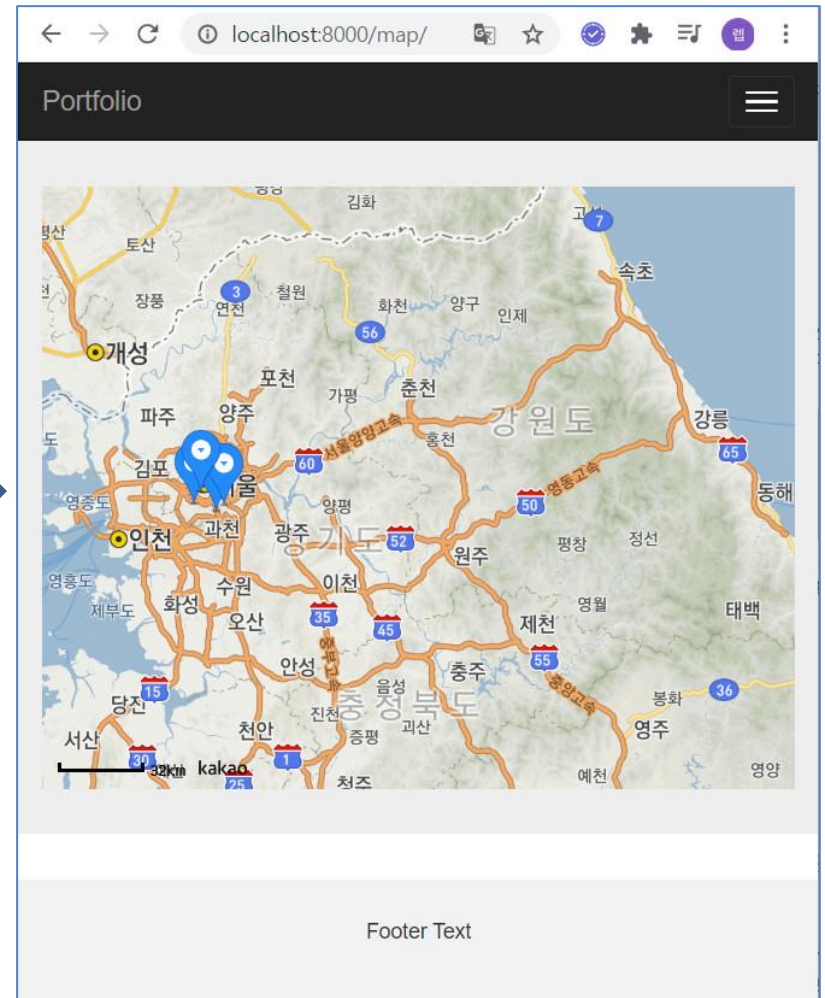 localhost:8000/map/
렙
Portfolio
김화
7
속초
토산
장풍
3
연천
철원
화천
양구
인제
56
개성
포천
가평
춘천
파주
양주
강원도
강릉
65
서울양양고속
홍천
60
김포
영동고속
동해
영종도
50
양평
인천
과천
광주
경기도
52
원주
평창
정선
영흥도
제부도
수원
이천
화성
오산
35
45
제천
영월
태백
중부고속
안성
충주
55
중앙고속
15
당진
음성
36
봉화
진천
충청북도
서산
천안
증평
괴산
영주
30
32km
kakao
1
25
청주
예천
영양
Footer Text